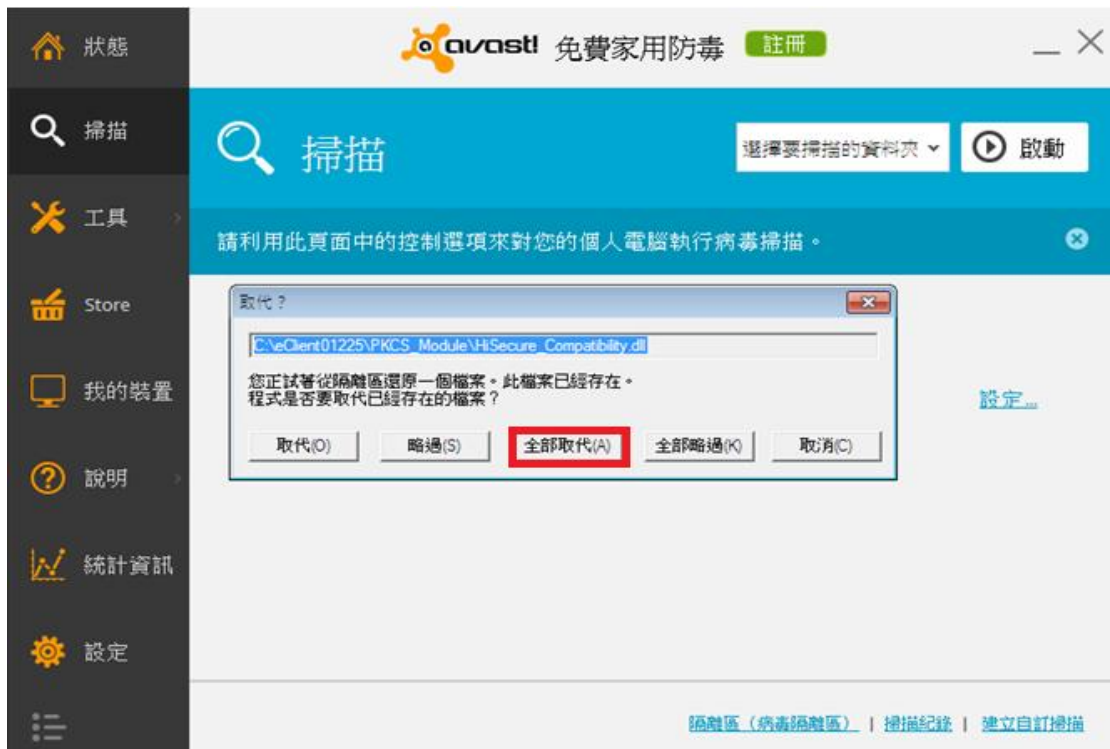 狀態
avast! 免費家用防毒 註冊
掃描
掃描
選擇要掃描的資料夾
啟動
工具
請利用此頁面中的控制選項來對您的個人電腦執行病毒掃描。
Store
取代？
C:\eClient01225\PKCS_Module\HiSecure_Compatibility.dll
您正試著從隔離區還原一個檔案。此檔案已經存在。
程式是否要取代已經存在的檔案？
取代(O) 略過(S) 全部取代(A) 全部略過(K) 取消(C)
我的裝置
設定...
說明
統計資訊
設定
隔離區（病毒隔離區） | 掃描紀錄 | 建立自訂掃描